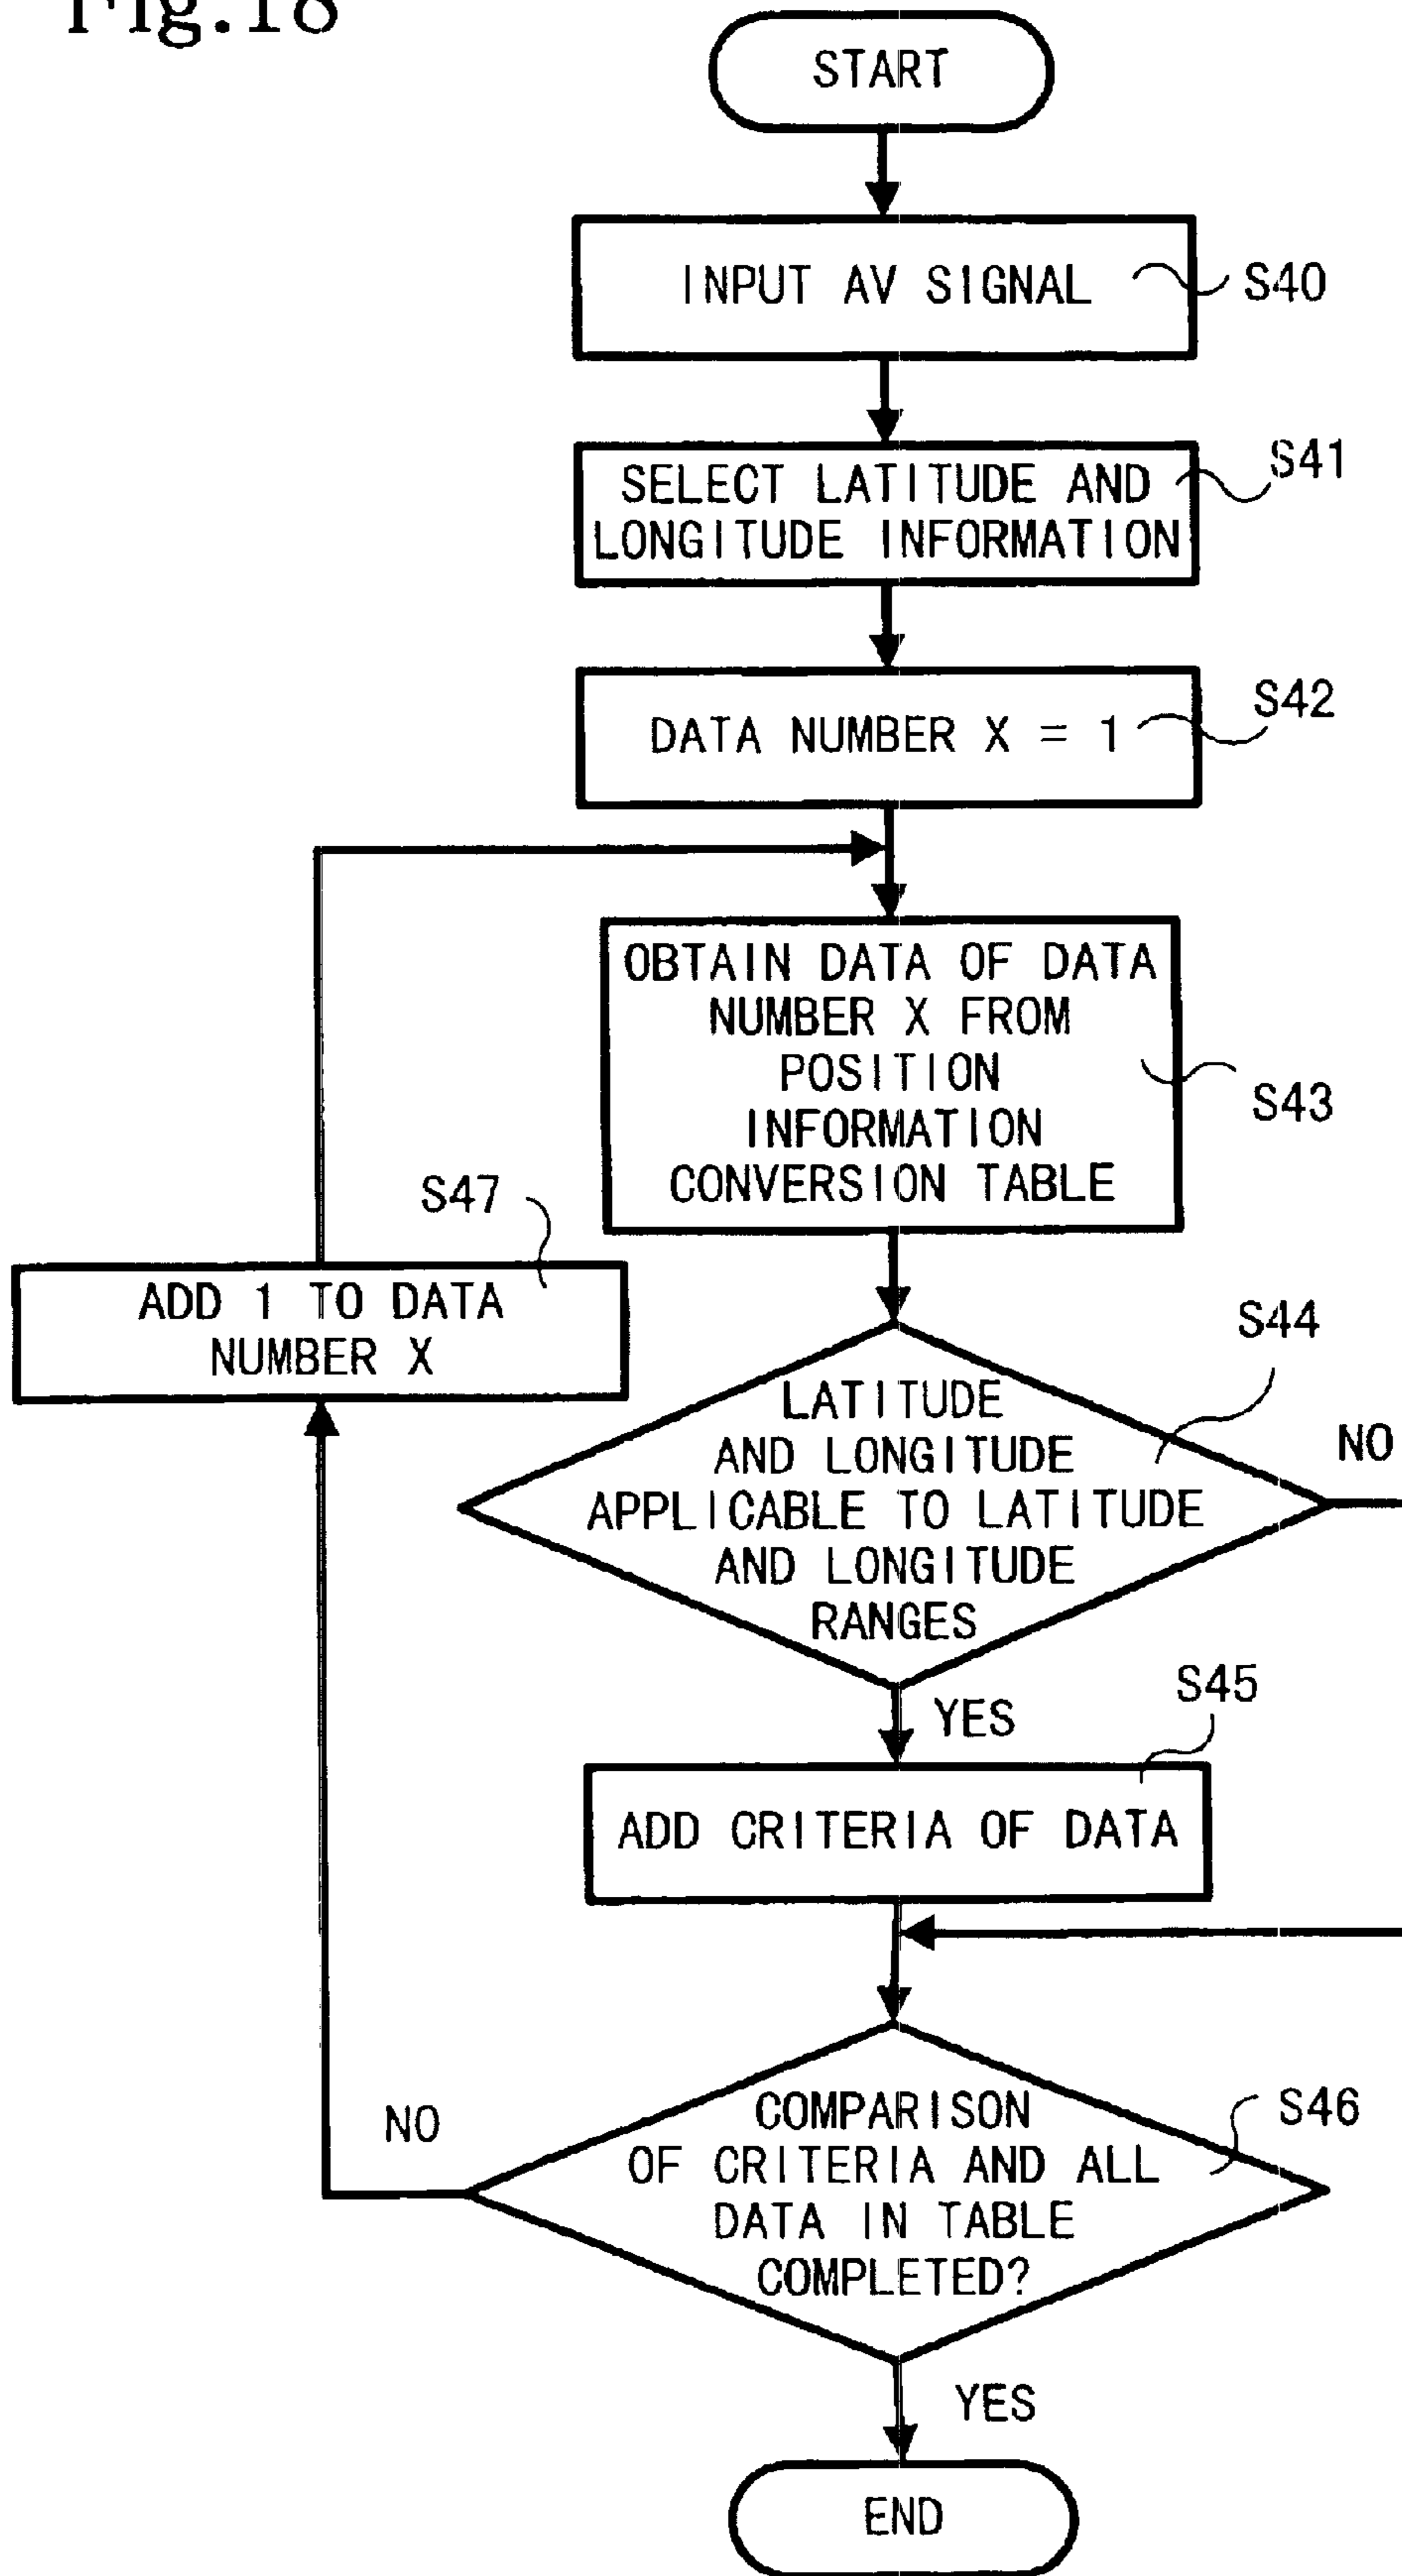 Fig.18
START
INPUT AV SIGNAL
S40
SELECT LATITUDE AND
LONGITUDE INFORMATION
S41
DATA NUMBER X = 1
S42
OBTAIN DATA OF DATA
NUMBER X FROM
POSITION
INFORMATION
CONVERSION TABLE
S43
S47
ADD 1 TO DATA
NUMBER X
S44
LATITUDE
AND LONGITUDE
APPLICABLE TO LATITUDE
AND LONGITUDE
RANGES
NO
YES
S45
ADD CRITERIA OF DATA
NO
COMPARISON
OF CRITERIA AND ALL
DATA IN TABLE
COMPLETED?
S46
YES
END